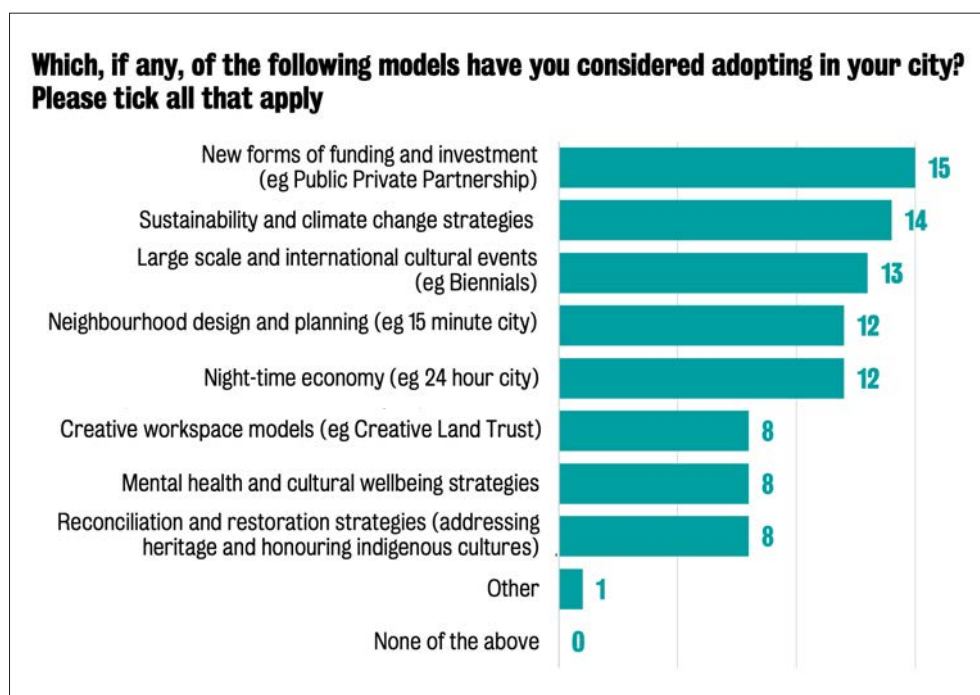 Which, if any, of the following models have you considered adopting in your city?
Please tick all that apply
New forms of funding and investment
(eg Public Private Partnership)
15
Sustainability and climate change strategies
14
Large scale and international cultural events
(eg Biennials)
13
Neighbourhood design and planning (eg 15 minute city)
12
Night-time economy (eg 24 hour city)
12
Creative workspace models (eg Creative Land Trust)
8
Mental health and cultural wellbeing strategies
8
Reconciliation and restoration strategies (addressing
heritage and honouring indigenous cultures)
8
Other
1
None of the above
0